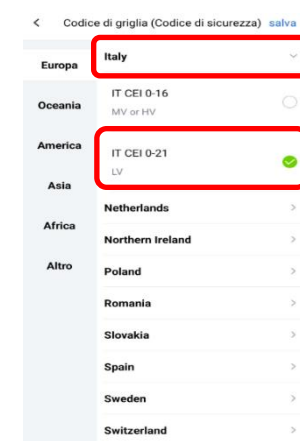 Codice di griglia (Codice di sicurezza) salva
Europa
Oceania
America
Asia
Africa
Altro
Italy
IT CEI 0-16
MV or HV
IT CEI 0-21
LV
Netherlands
Northern Ireland
Poland
Romania
Slovakia
Spain
Sweden
Switzerland